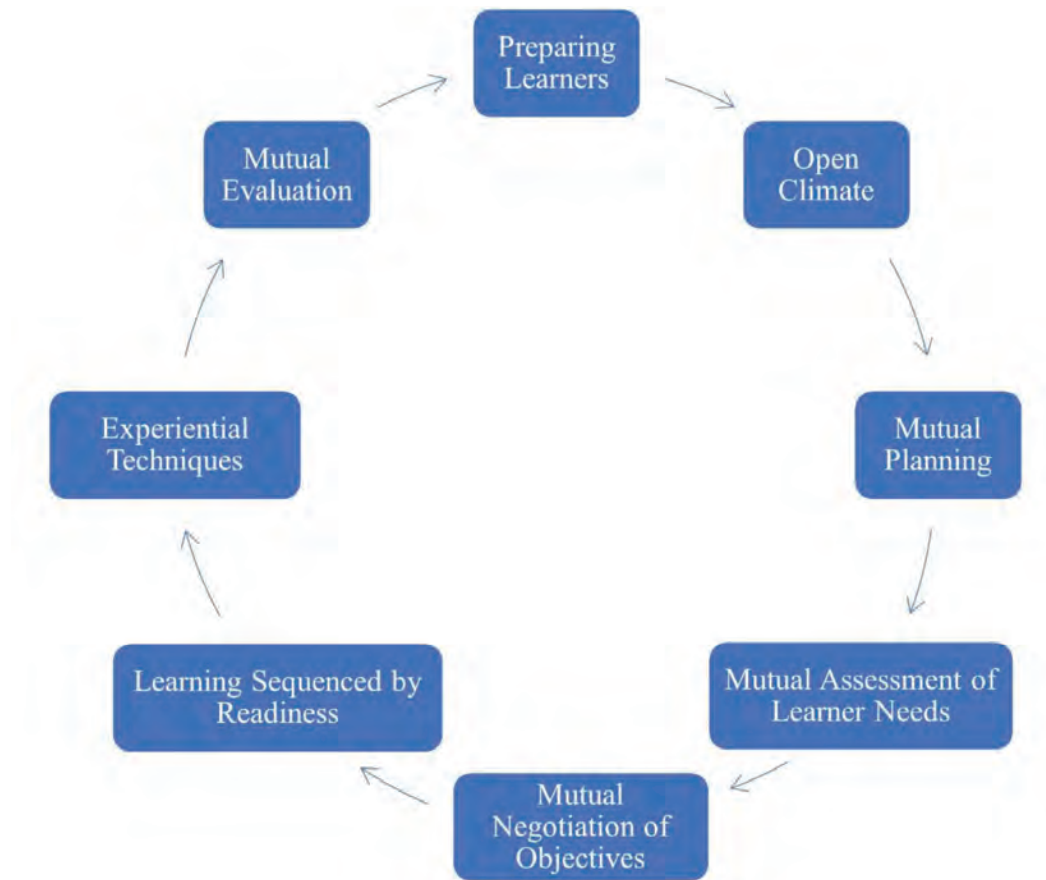 Preparing
Learners
Open
Climate
Mutual
Planning
Mutual Assessment of
Learner Needs
Mutual
Negotiation of
Objectives
Learning Sequenced by
Readiness
Experiential
Techniques
Mutual
Evaluation